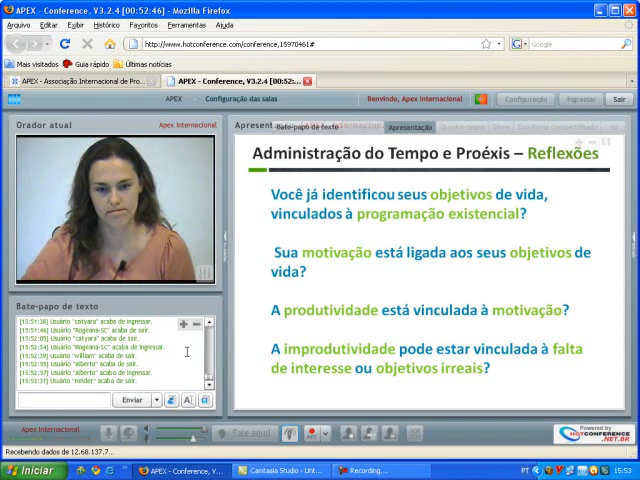 APEX - Conference, V3.2.4 [00:52:46] - Mozilla Firefox
Arquivo Editar Exibir Histórico Favoritos Ferramentas Ajuda
http://www.hotconference.com/conference,15970461#
Google
Mais visitados Guia rápido Últimas notícias
APEX - Associação Internacional de Pro...
APEX - Conference, V3.2.4 [00:52:...
APEX Configuração das salas
Benvindo, Apex Internacional
Configuração Ingressar Sair
Orador atual Apex Internacional
Bate-papo de texto
Apresentação
Administração do Tempo e Proéxis – Reflexões
Você já identificou seus objetivos de vida,
vinculados à programação existencial?
Sua motivação está ligada aos seus objetivos de
vida?
A produtividade está vinculada à motivação?
A improdutividade pode estar vinculada à falta
de interesse ou objetivos irreais?
Bate-papo de texto
[15:51:38] Usuário "catyara" acaba de ingressar.
[15:51:46] Usuário "Rogeana-SC" acaba de sair.
[15:52:05] Usuário "catyara" acaba de sair.
[15:52:34] Usuário "Rogeana-SC" acaba de ingressar.
[15:52:39] Usuário "william" acaba de sair.
[15:52:55] Usuário "alberto" acaba de sair.
[15:52:57] Usuário "alberto" acaba de ingressar.
[15:53:31] Usuário "Helder" acaba de sair.
Enviar
Apex Internacional
Fale aqui!
REC
Powered by
HOTCONFERENCE
.NET.BR
Recebendo dados de 12.68.137.7...
Iniciar
APEX - Conference, V...
Camtasia Studio - Unt...
Recording...
PT
15:53